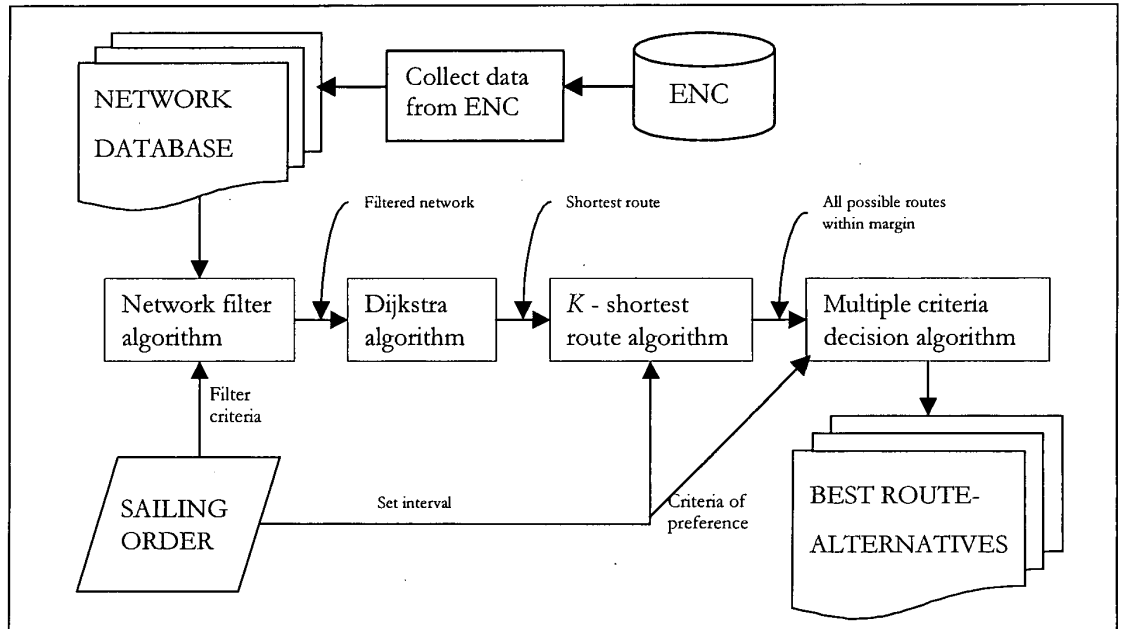 NETWORK
DATABASE
Collect data
from ENC
ENC
Filtered network
Shortest route
All possible routes
within margin
Network filter
algorithm
Dijkstra
algorithm
K - shortest
route algorithm
Multiple criteria
decision algorithm
Filter
criteria
SAILING
ORDER
Set interval
Criteria of
preference
BEST ROUTE-
ALTERNATIVES